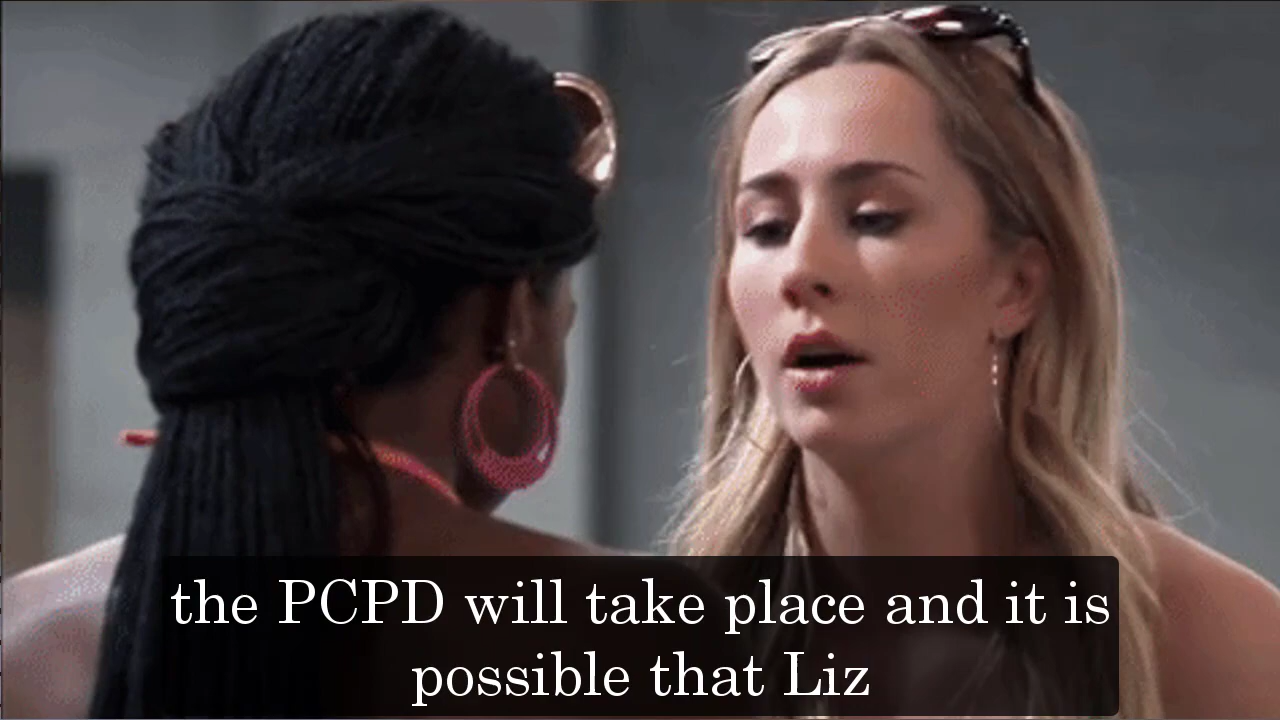 the PCPD will take place and it is
possible that Liz